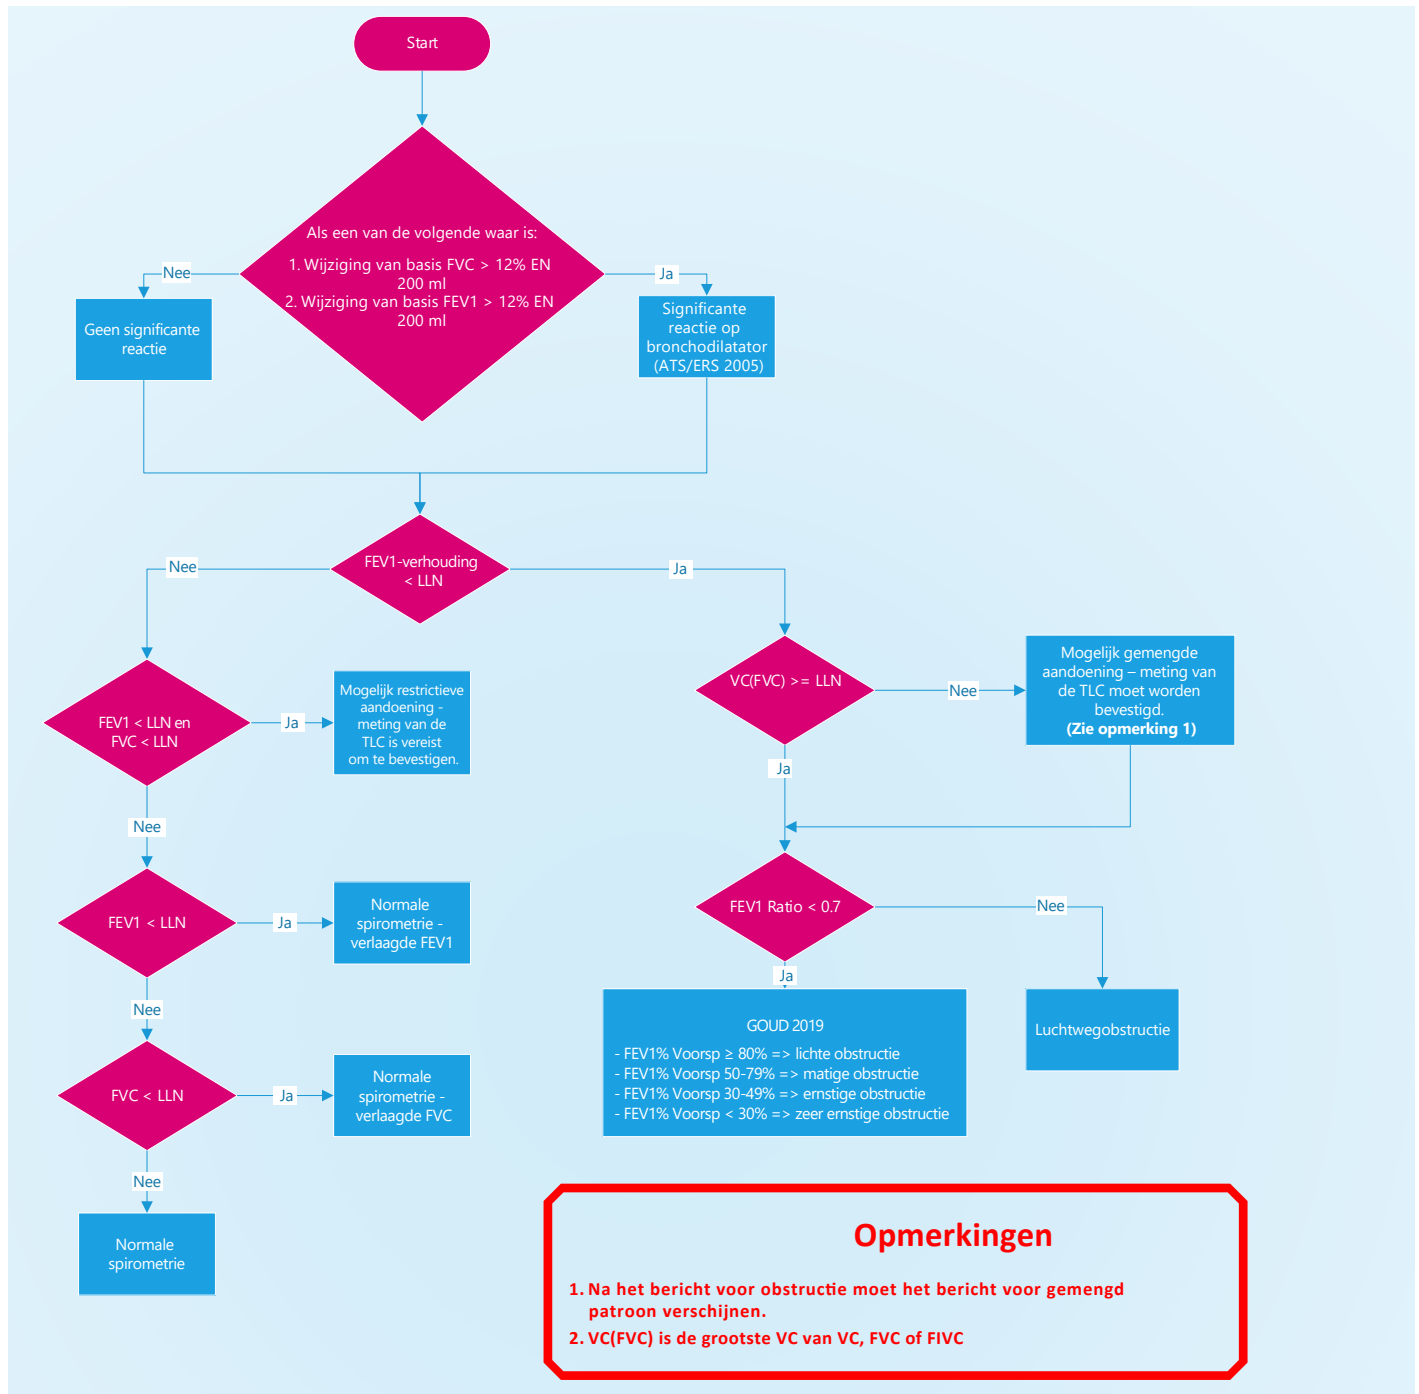 Start
Als een van de volgende waar is:
1. Wijziging van basis FVC > 12% EN
200 ml
2. Wijziging van basis FEV1 > 12% EN
200 ml
Nee
Ja
Geen significante
reactie
Significante
reactie op
bronchodilatator
(ATS/ERS 2005)
FEV1-verhouding
< LLN
Nee
Ja
FEV1 < LLN en
FVC < LLN
Ja
Mogelijk restrictieve
aandoening -
meting van de
TLC is vereist
om te bevestigen.
Nee
FEV1 < LLN
Ja
Normale
spirometrie -
verlaagde FEV1
Nee
FVC < LLN
Ja
Normale
spirometrie -
verlaagde FVC
Nee
Normale
spirometrie
VC(FVC) >= LLN
Nee
Mogelijk gemengde
aandoening – meting van
de TLC moet worden
bevestigd.
(Zie opmerking 1)
Ja
FEV1 Ratio < 0.7
Nee
Luchtwegobstructie
Ja
GOUD 2019
- FEV1% Voorsp ≥ 80% => lichte obstructie
- FEV1% Voorsp 50-79% => matige obstructie
- FEV1% Voorsp 30-49% => ernstige obstructie
- FEV1% Voorsp < 30% => zeer ernstige obstructie
Opmerkingen
1. Na het bericht voor obstructie moet het bericht voor gemengd
patroon verschijnen.
2. VC(FVC) is de grootste VC van VC, FVC of FIVC